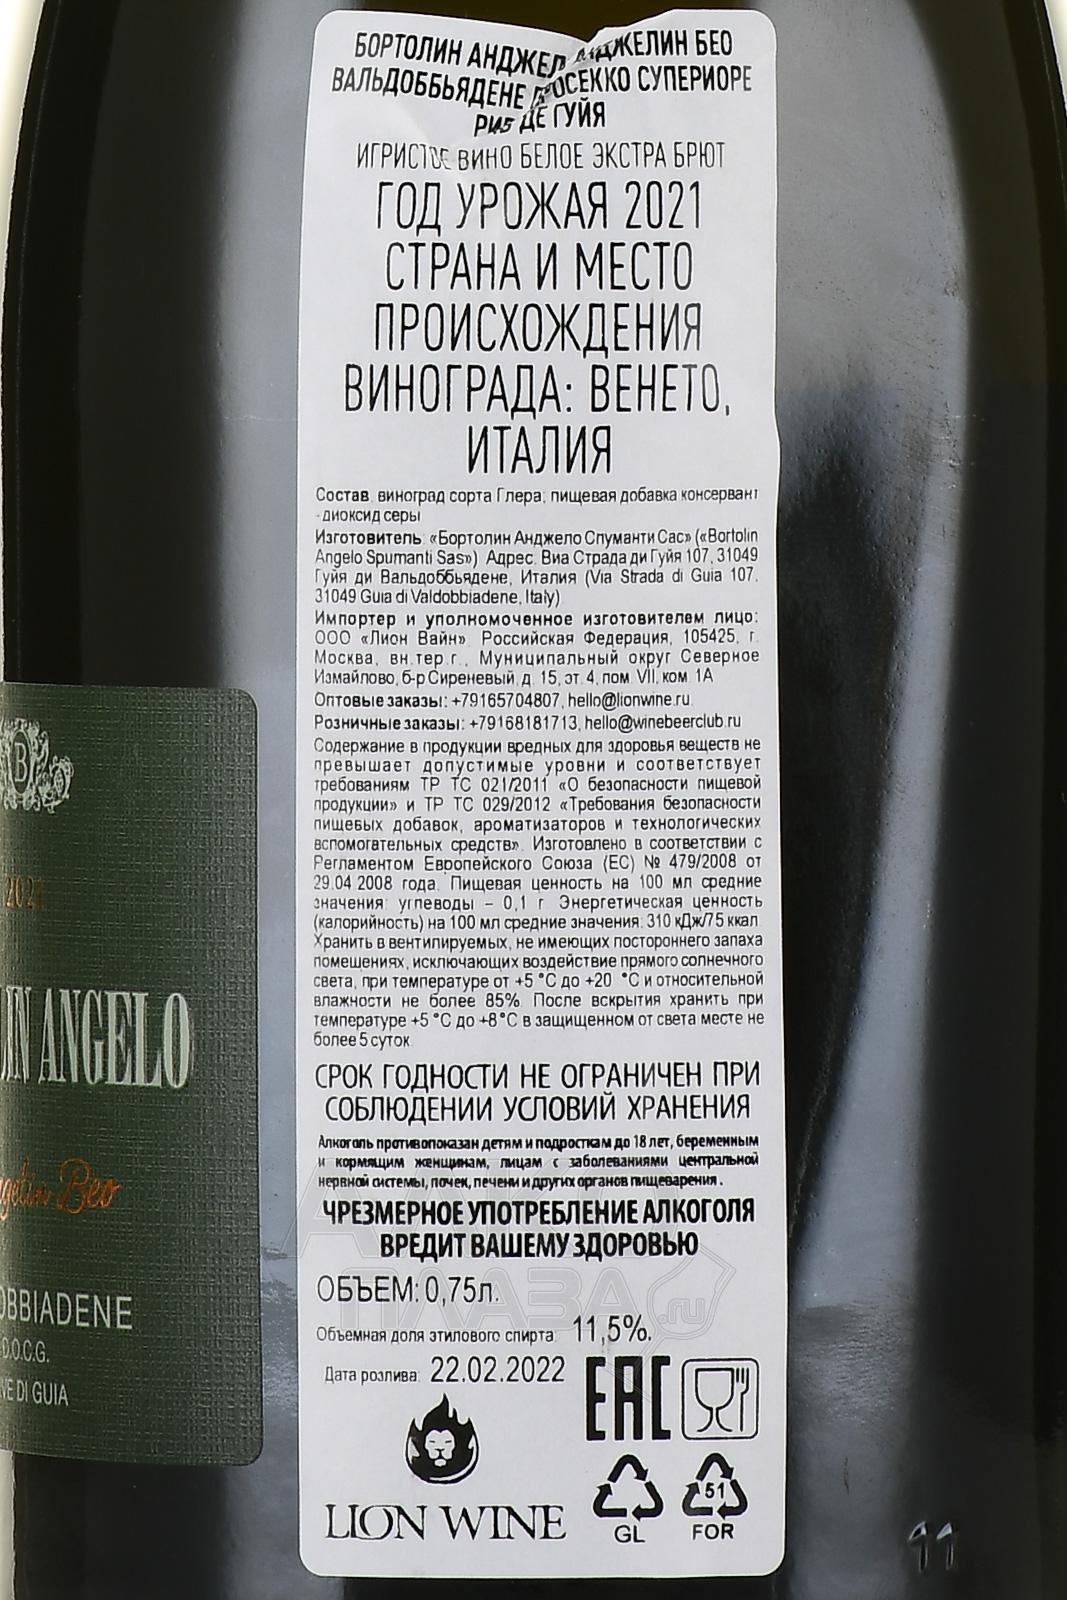 БОРТОЛИН АНДЖЕЛ АНДЖЕЛИН БЕО
ВАЛЬДОББЬЯДЕНЕ ПРОСЕККО СУПЕРИОРЕ
РИВ ДЕ ГУЙЯ
ИГРИСТОЕ ВИНО БЕЛОЕ ЭКСТРА БРЮТ
ГОД УРОЖАЯ 2021
СТРАНА И МЕСТО
ПРОИСХОЖДЕНИЯ
ВИНОГРАДА: ВЕНЕТО,
ИТАЛИЯ
Состав: виноград сорта Глера; пищевая добавка консервант
-диоксид серы
Изготовитель: «Бортолин Анджело Спуманти Сас» («Bortolin
Angelo Spumanti Sas») Адрес: Виа Страда ди Гуйя 107, 31049
Гуйя ди Вальдоббьядене, Италия (Via Strada di Guia 107,
31049 Guia di Valdobbiadene, Italy)
Импортер и уполномоченное изготовителем лицо:
ООО «Лион Вайн». Российская Федерация, 105425, г.
Москва, вн.тер.г., Муниципальный округ Северное
Измайлово, б-р Сиреневый, д. 15, эт. 4, пом. VII, ком. 1А
Оптовые заказы: +79165704807, hello@lionwine.ru
Розничные заказы: +79168181713, hello@winebeerclub.ru
Содержание в продукции вредных для здоровья веществ не
превышает допустимые уровни и соответствует
требованиям ТР ТС 021/2011 «О безопасности пищевой
продукции» и ТР ТС 029/2012 «Требования безопасности
пищевых добавок, ароматизаторов и технологических
вспомогательных средств». Изготовлено в соответствии с
Регламентом Европейского Союза (ЕС) № 479/2008 от
29.04.2008 года. Пищевая ценность на 100 мл средние
значения: углеводы – 0,1 г. Энергетическая ценность
(калорийность) на 100 мл средние значения: 310 кДж/75 ккал
Хранить в вентилируемых, не имеющих постороннего запаха
помещениях, исключающих воздействие прямого солнечного
света, при температуре от +5 °С до +20 °С и относительной
влажности не более 85%. После вскрытия хранить при
температуре +5 °С до +8°С в защищенном от света месте не
более 5 суток.
СРОК ГОДНОСТИ НЕ ОГРАНИЧЕН ПРИ
СОБЛЮДЕНИИ УСЛОВИЙ ХРАНЕНИЯ
Алкоголь противопоказан детям и подросткам до 18 лет, беременным
и кормящим женщинам, лицам с заболеваниями центральной
нервной системы, почек, печени и других органов пищеварения.
ЧРЕЗМЕРНОЕ УПОТРЕБЛЕНИЕ АЛКОГОЛЯ
ВРЕДИТ ВАШЕМУ ЗДОРОВЬЮ
ОБЪЕМ: 0,75л.
Объемная доля этилового спирта: 11,5%.
Дата розлива: 22.02.2022
EAC
LION WINE
GL
51
FOR
B
2021
LIN ANGELO
ngelin Beo
OBBIADENE
D.O.C.G.
VE DI GUIA
11
АЛКО
ПЛАЗА
.ru